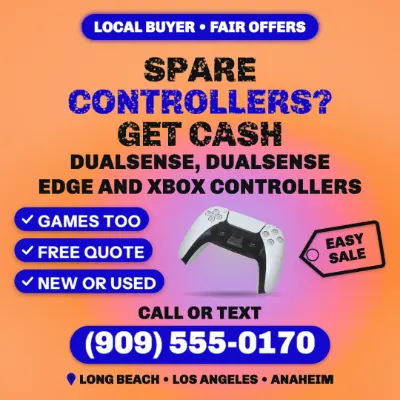 LOCAL BUYER • FAIR OFFERS
SPARE
CONTROLLERS?
GET CASH
DUALSENSE, DUALSENSE
EDGE AND XBOX CONTROLLERS
GAMES TOO
FREE QUOTE
NEW OR USED
EASY
SALE
CALL OR TEXT
(909) 555-0170
LONG BEACH • LOS ANGELES • ANAHEIM